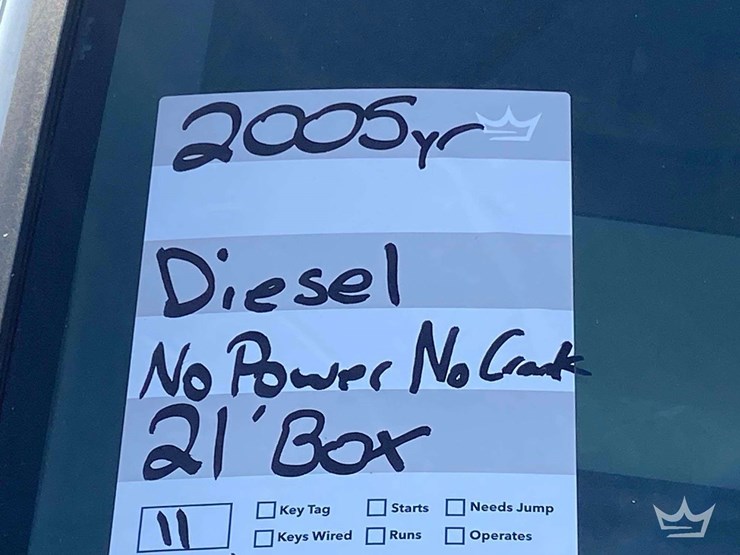 2005yr
Diesel
No Power No Crank
21' Box
11
Key Tag Starts Needs Jump
Keys Wired Runs Operates